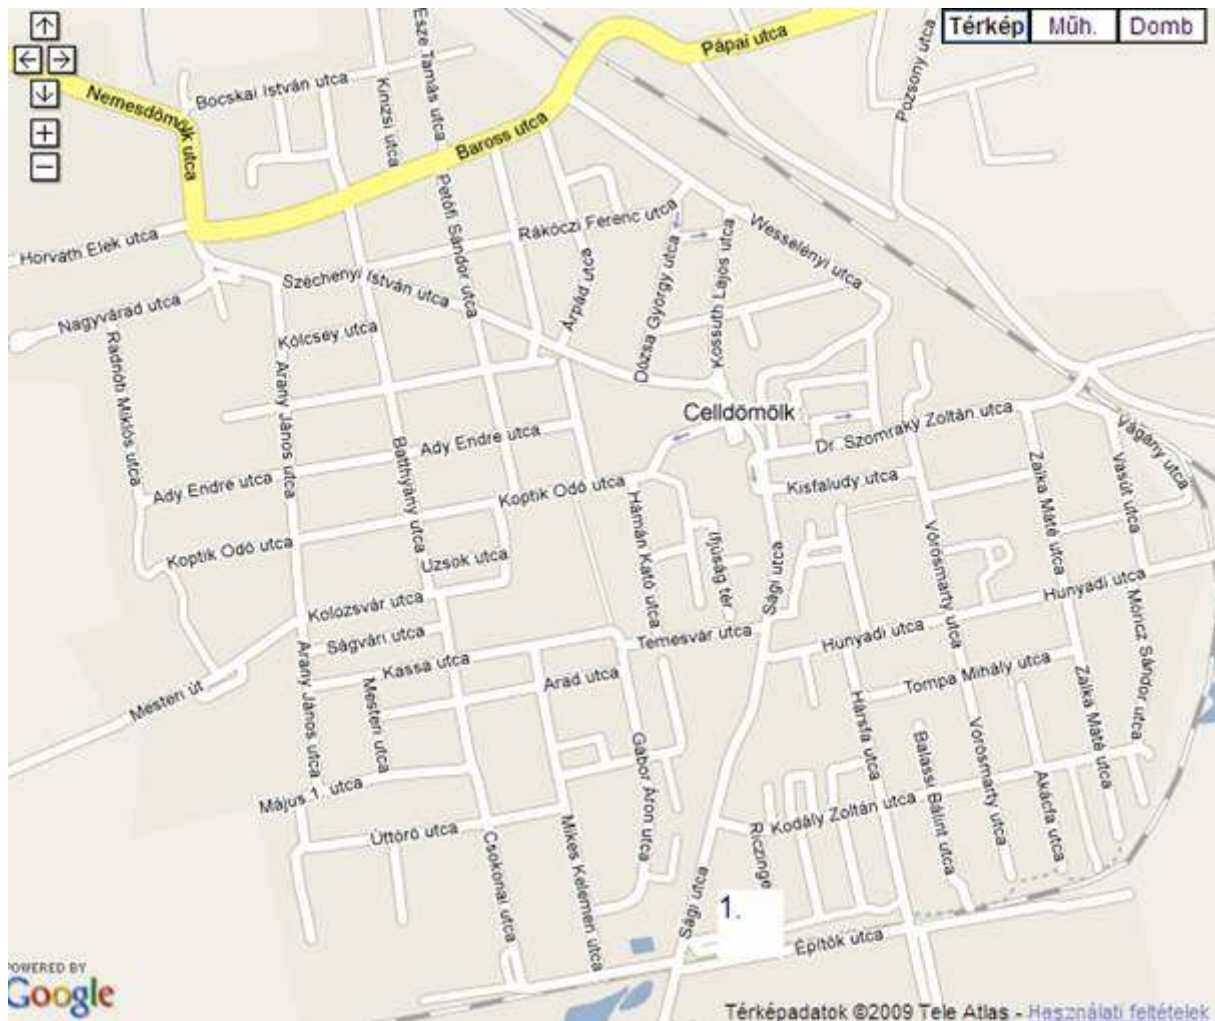 Térkép
Műh.
Domb
Pápai utca
Pozsony utca
Esze Tamás utca
Kinizsi utca
Bocskai István utca
Nemesdömölk utca
Baross utca
Petőfi Sándor utca
Rákóczi Ferenc utca
Wesselényi utca
Horváth Elek utca
Széchenyi István utca
Árpád utca
Dózsa György utca
Kossuth Lajos utca
Nagyvárad utca
Kölcsey utca
Radnóti Miklós utca
Arany János utca
Batthyány utca
Celldömölk
Ady Endre utca
Dr. Szomraky Zoltán utca
Vágány utca
Vasút utca
Zalka Máté utca
Ady Endre utca
Koptik Odó utca
Kisfaludy utca
Hámán Kató utca
Ifjúság tér
Sági utca
Vörösmarty utca
Koptik Odó utca
Uzsok utca
Kolozsvár utca
Hunyadi utca
Móricz Sándor utca
Ságvári utca
Temesvár utca
Hunyadi utca
Kassa utca
Arad utca
Tompa Mihály utca
Mesteri út
Mesteri utca
Arany János utca
Gábor Áron utca
Hársfa utca
Balassi Bálint utca
Vörösmarty utca
Akácfa utca
Zalka Máté utca
Május 1. utca
Úttörő utca
Csokonai utca
Mikes Kelemen utca
Kodály Zoltán utca
Riczinge
Sági utca
1.
Építők utca
POWERED BY
Google
Térképadatok ©2009 Tele Atlas - Használati feltételek